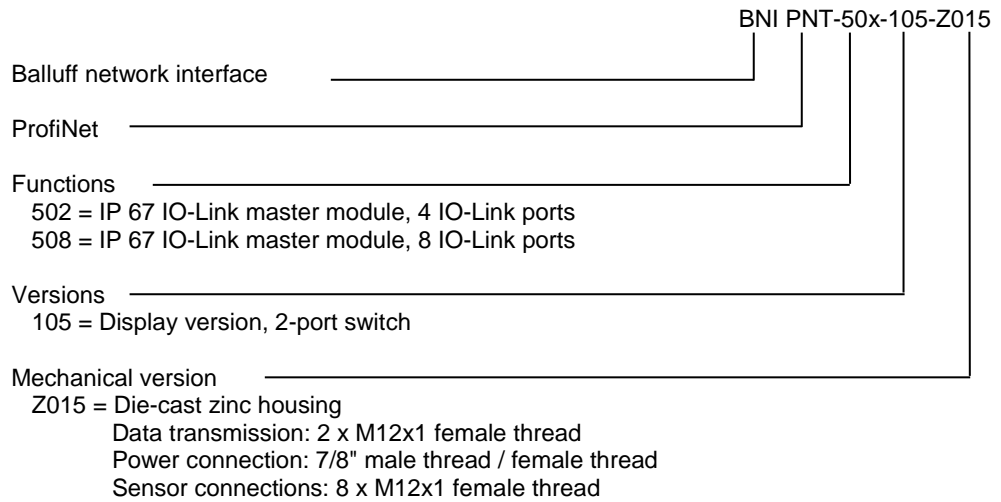 BNI PNT-50x-105-Z015
Balluff network interface
ProfiNet
Functions
502 = IP 67 IO-Link master module, 4 IO-Link ports
508 = IP 67 IO-Link master module, 8 IO-Link ports
Versions
105 = Display version, 2-port switch
Mechanical version
Z015 = Die-cast zinc housing
Data transmission: 2 x M12x1 female thread
Power connection: 7/8" male thread / female thread
Sensor connections: 8 x M12x1 female thread